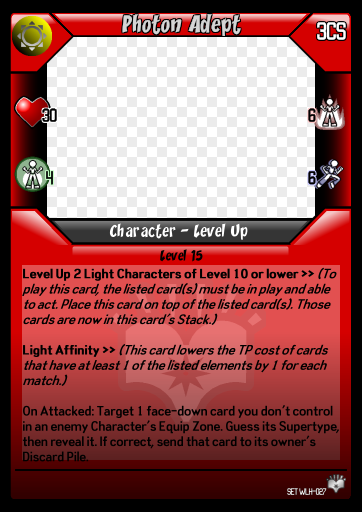 Photon Adept
3CS
30
6
4
6
Character - Level Up
Level 15
Level Up 2 Light Characters of Level 10 or lower >> (To
play this card, the listed card(s) must be in play and able
to act. Place this card on top of the listed card(s). Those
cards are now in this card's Stack.)
Light Affinity >> (This card lowers the TP cost of cards
that have at least 1 of the listed elements by 1 for each
match.)
On Attacked: Target 1 face-down card you don't control
in an enemy Character's Equip Zone. Guess its Supertype,
then reveal it. If correct, send that card to its owner's
Discard Pile.
SET WLH-027